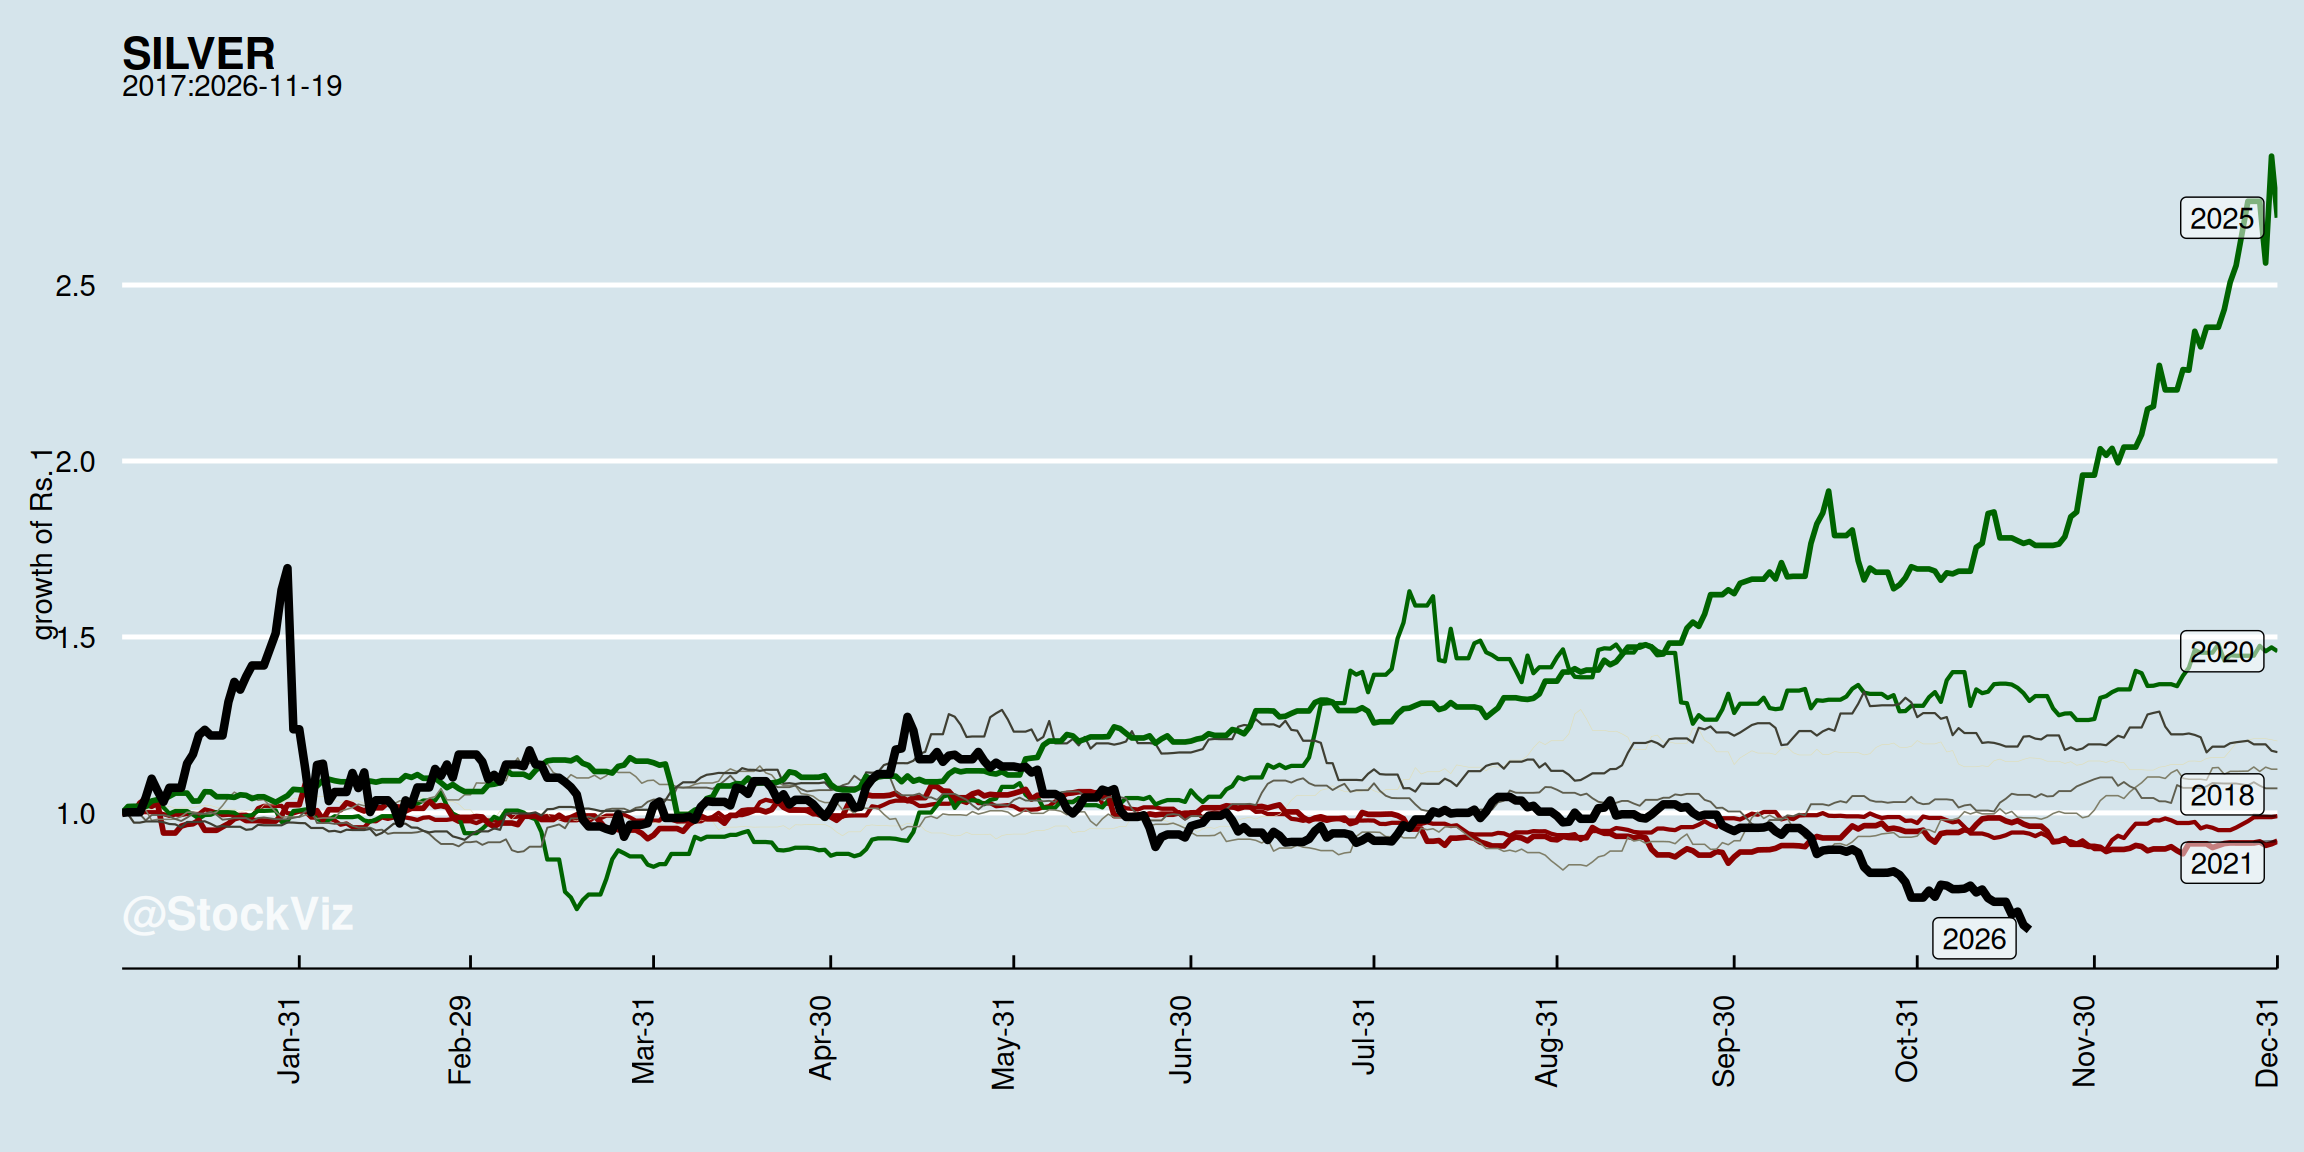 SILVER
2017:2026-11-19
growth of Rs. 1
2.5
2.0
1.5
1.0
2025
2020
2018
2021
2026
@StockViz
Jan-31
Feb-29
Mar-31
Apr-30
May-31
Jun-30
Jul-31
Aug-31
Sep-30
Oct-31
Nov-30
Dec-31